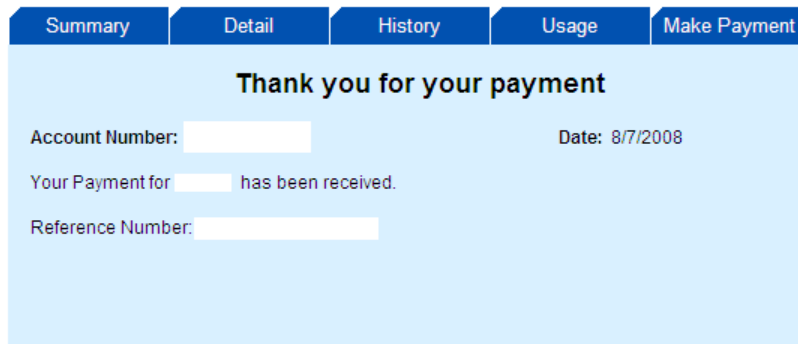 Summary Detail History Usage Make Payment
Thank you for your payment
Account Number: Date: 8/7/2008
Your Payment for has been received.
Reference Number: